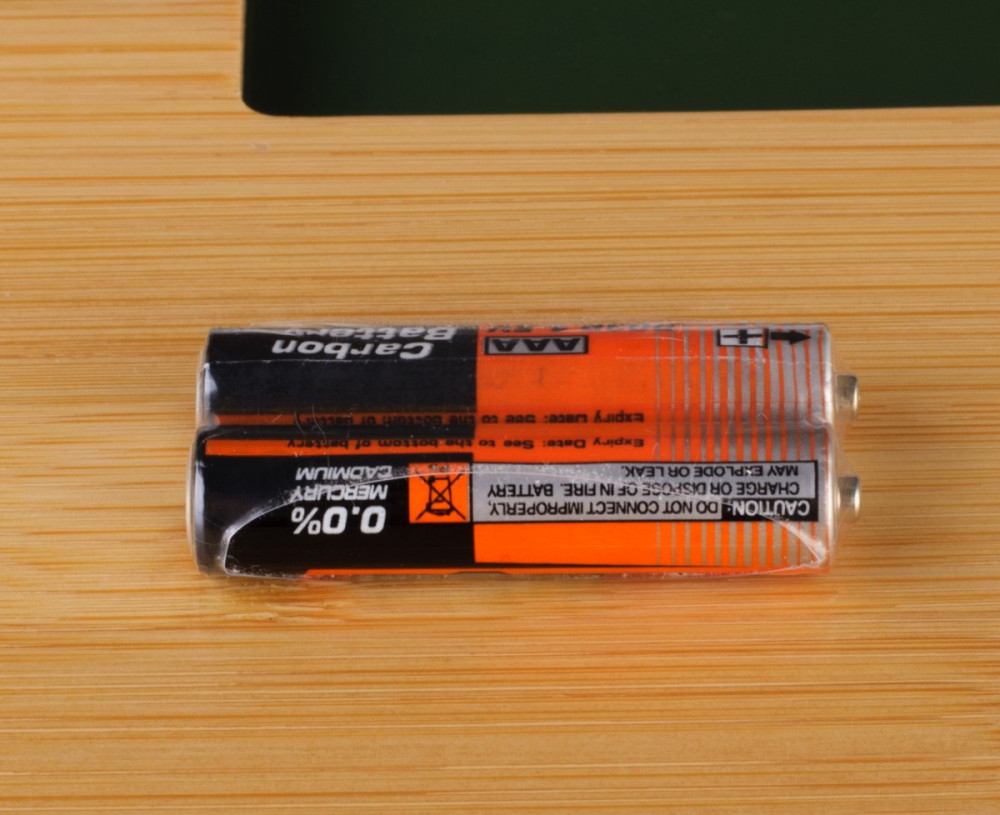 CAUTION: DO NOT CONNECT IMPROPERLY,
CHARGE OR DISPOSE OF IN FIRE. BATTERY
MAY EXPLODE OR LEAK.
0.0%
MERCURY
CADMIUM
Expiry Date: See to the bottom of battery
Expiry Date: See to the bottom of batt
AAA
Carbon
Battery